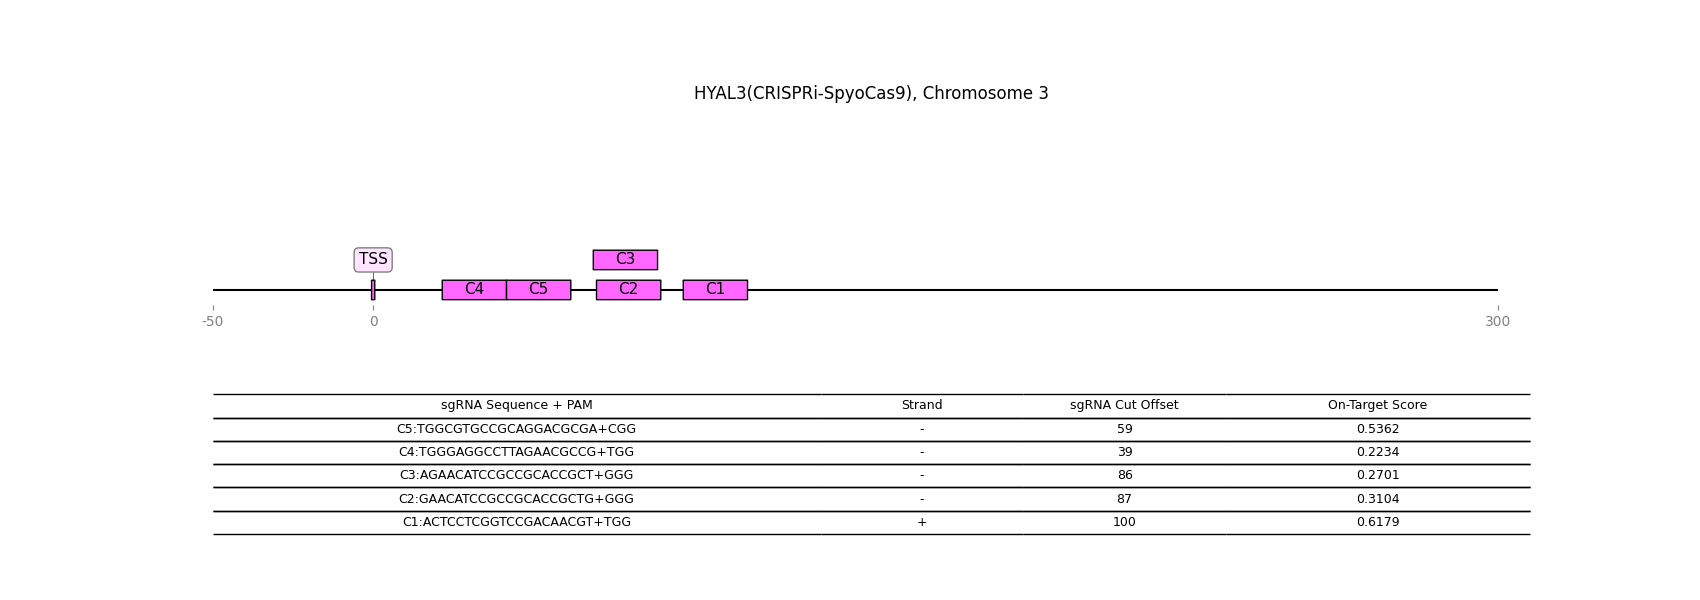 HYAL3(CRISPRi-SpyoCas9), Chromosome 3
TSS
C3
C4 C5 C2 C1
-50 0 300
sgRNA Sequence + PAM Strand sgRNA Cut Offset On-Target Score
C5:TGGCGTGCCGCAGGACGCGA+CGG - 59 0.5362
C4:TGGGAGGCCTTAGAACGCCG+TGG - 39 0.2234
C3:AGAACATCCGCCGCACCGCT+GGG - 86 0.2701
C2:GAACATCCGCCGCACCGCTG+GGG - 87 0.3104
C1:ACTCCTCGGTCCGACAACGT+TGG + 100 0.6179